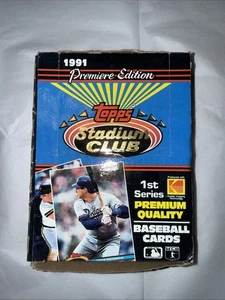 1991
Premiere Edition
Topps
Stadium
CLUB
1st
Series
PREMIUM
QUALITY
BASEBALL
CARDS